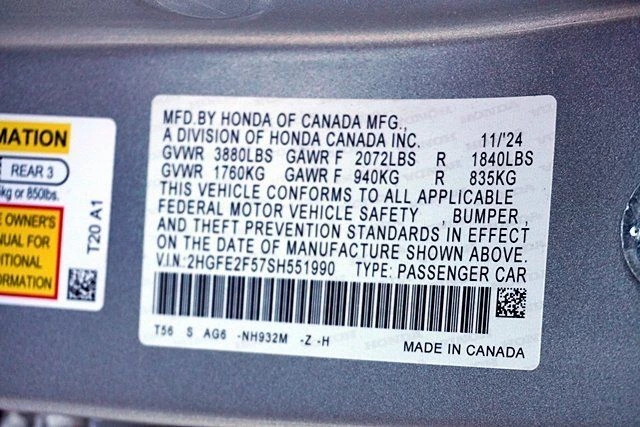 MATION
REAR 3
kg or 850lbs.
E OWNER'S
NUAL FOR
DITIONAL
ORMATION
T20 A1
MFD.BY HONDA OF CANADA MFG.,
A DIVISION OF HONDA CANADA INC. 11/'24
GVWR 3880LBS GAWR F 2072LBS R 1840LBS
GVWR 1760KG GAWR F 940KG R 835KG
THIS VEHICLE CONFORMS TO ALL APPLICABLE
FEDERAL MOTOR VEHICLE SAFETY , BUMPER ,
AND THEFT PREVENTION STANDARDS IN EFFECT
ON THE DATE OF MANUFACTURE SHOWN ABOVE.
V.I.N.:2HGFE2F57SH551990 TYPE: PASSENGER CAR
T56 S AG6 -NH932M -Z -H
MADE IN CANADA